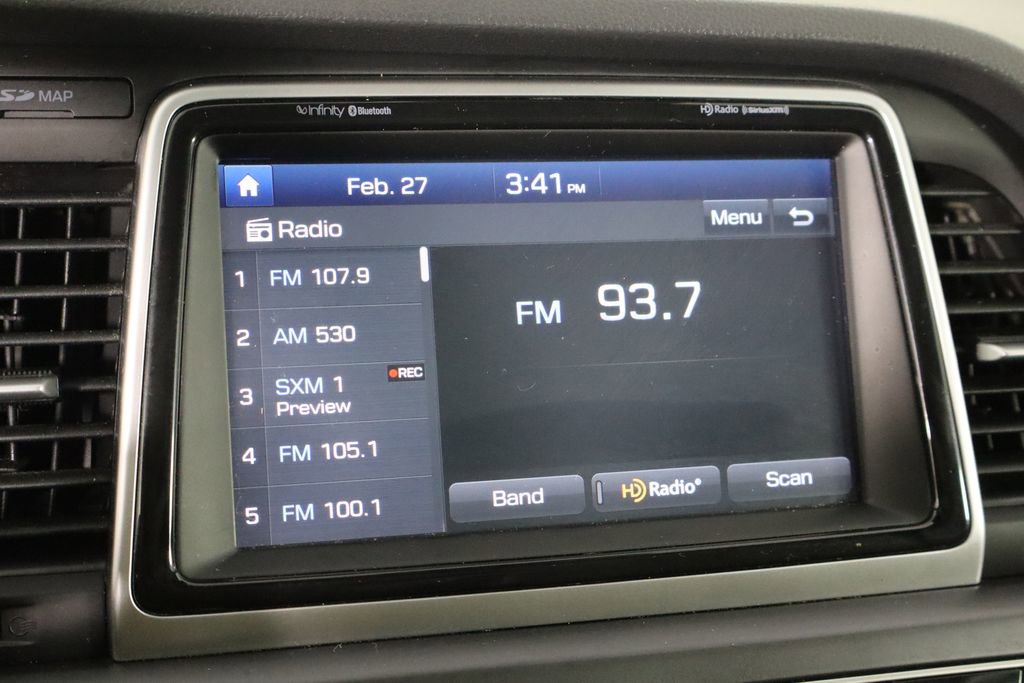 SD MAP
infinity Bluetooth
HD Radio ((SiriusXM))
Feb. 27 3:41 PM
Radio
Menu
1 FM 107.9
2 AM 530
3 SXM 1 REC
Preview
4 FM 105.1
5 FM 100.1
FM 93.7
Band
HD Radio®
Scan